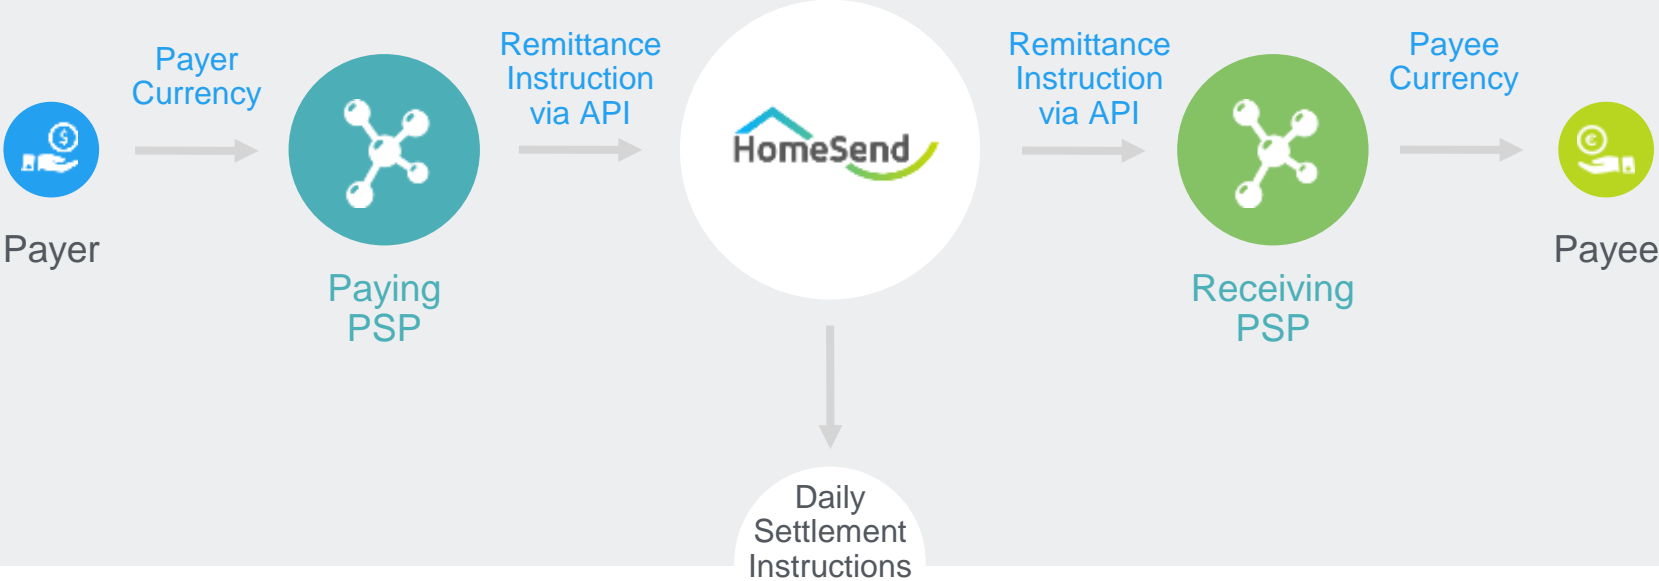 Payer
Currency
Remittance
Instruction
via API
HomeSend
Remittance
Instruction
via API
Payee
Currency
Payer
Paying
PSP
Receiving
PSP
Payee
Daily
Settlement
Instructions